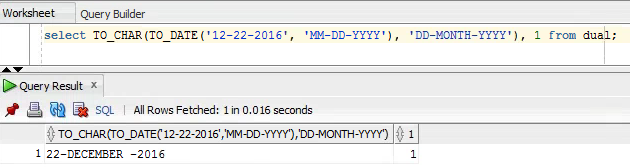 Worksheet Query Builder
select TO_CHAR(TO_DATE('12-22-2016', 'MM-DD-YYYY'), 'DD-MONTH-YYYY'), 1 from dual;
Query Result x
SQL | All Rows Fetched: 1 in 0.016 seconds
TO_CHAR(TO_DATE('12-22-2016','MM-DD-YYYY'),'DD-MONTH-YYYY') 1
1 22-DECEMBER -2016 1